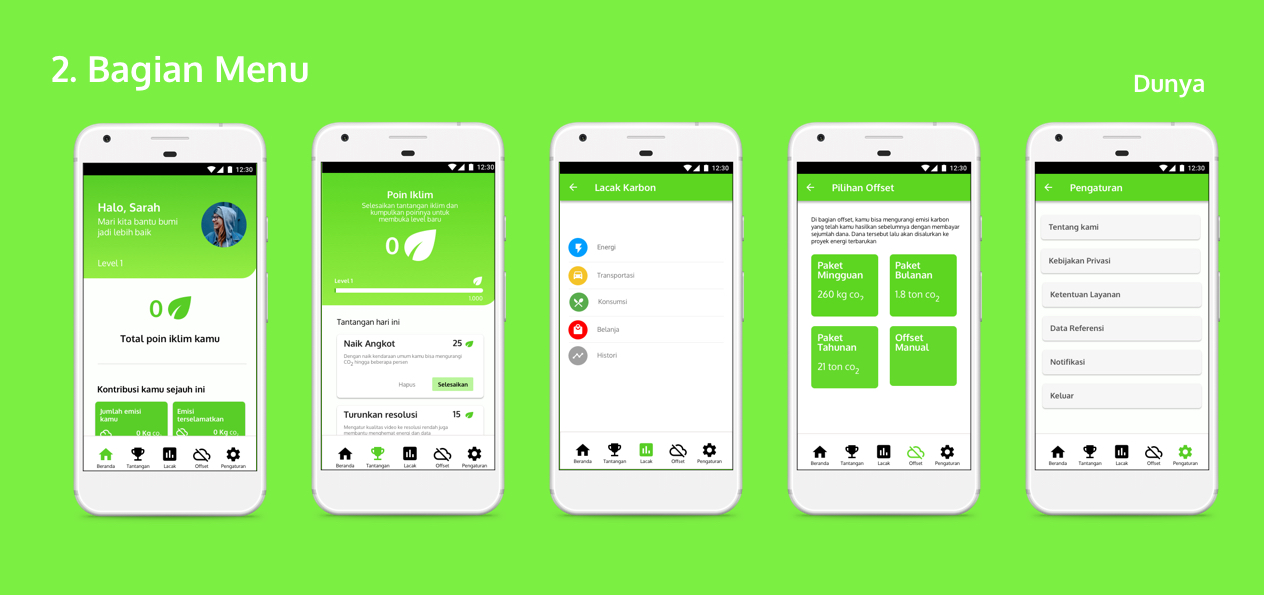 2. Bagian Menu
Dunya
12:30
Halo, Sarah
Mari kita bantu bumi
jadi lebih baik
Level 1
0
Total poin iklim kamu
Kontribusi kamu sejauh ini
Jumlah emisi
kamu
0 Kg co
Emisi
terselamatkan
0 Kg co
Beranda Tantangan Lacak Offset Pengaturan
12:30
Poin Iklim
Selesaikan tantangan iklim dan
kumpulkan poinnya untuk
membuka level baru
0
Level 1
1.000
Tantangan hari ini
Naik Angkot 25
Dengan naik kendaraan umum kamu bisa mengurangi
CO2 hingga beberapa persen
Hapus Selesaikan
Turunkan resolusi 15
Mengatur kualitas video ke resolusi rendah juga
membantu menghemat energi dan data.
Beranda Tantangan Lacak Offset Pengaturan
12:30
Lacak Karbon
Energi
Transportasi
Konsumsi
Belanja
Histori
Beranda Tantangan Lacak Offset Pengaturan
12:30
Pilihan Offset
Di bagian offset, kamu bisa mengurangi emisi karbon
yang telah kamu hasilkan sebelumnya dengan membayar
sejumlah dana. Dana tersebut lalu akan disalurkan ke
proyek energi terbarukan
Paket
Mingguan
260 kg co2
Paket
Bulanan
1.8 ton co2
Paket
Tahunan
21 ton co2
Offset
Manual
Beranda Tantangan Lacak Offset Pengaturan
12:30
Pengaturan
Tentang kami
Kebijakan Privasi
Ketentuan Layanan
Data Referensi
Notifikasi
Keluar
Beranda Tantangan Lacak Offset Pengaturan